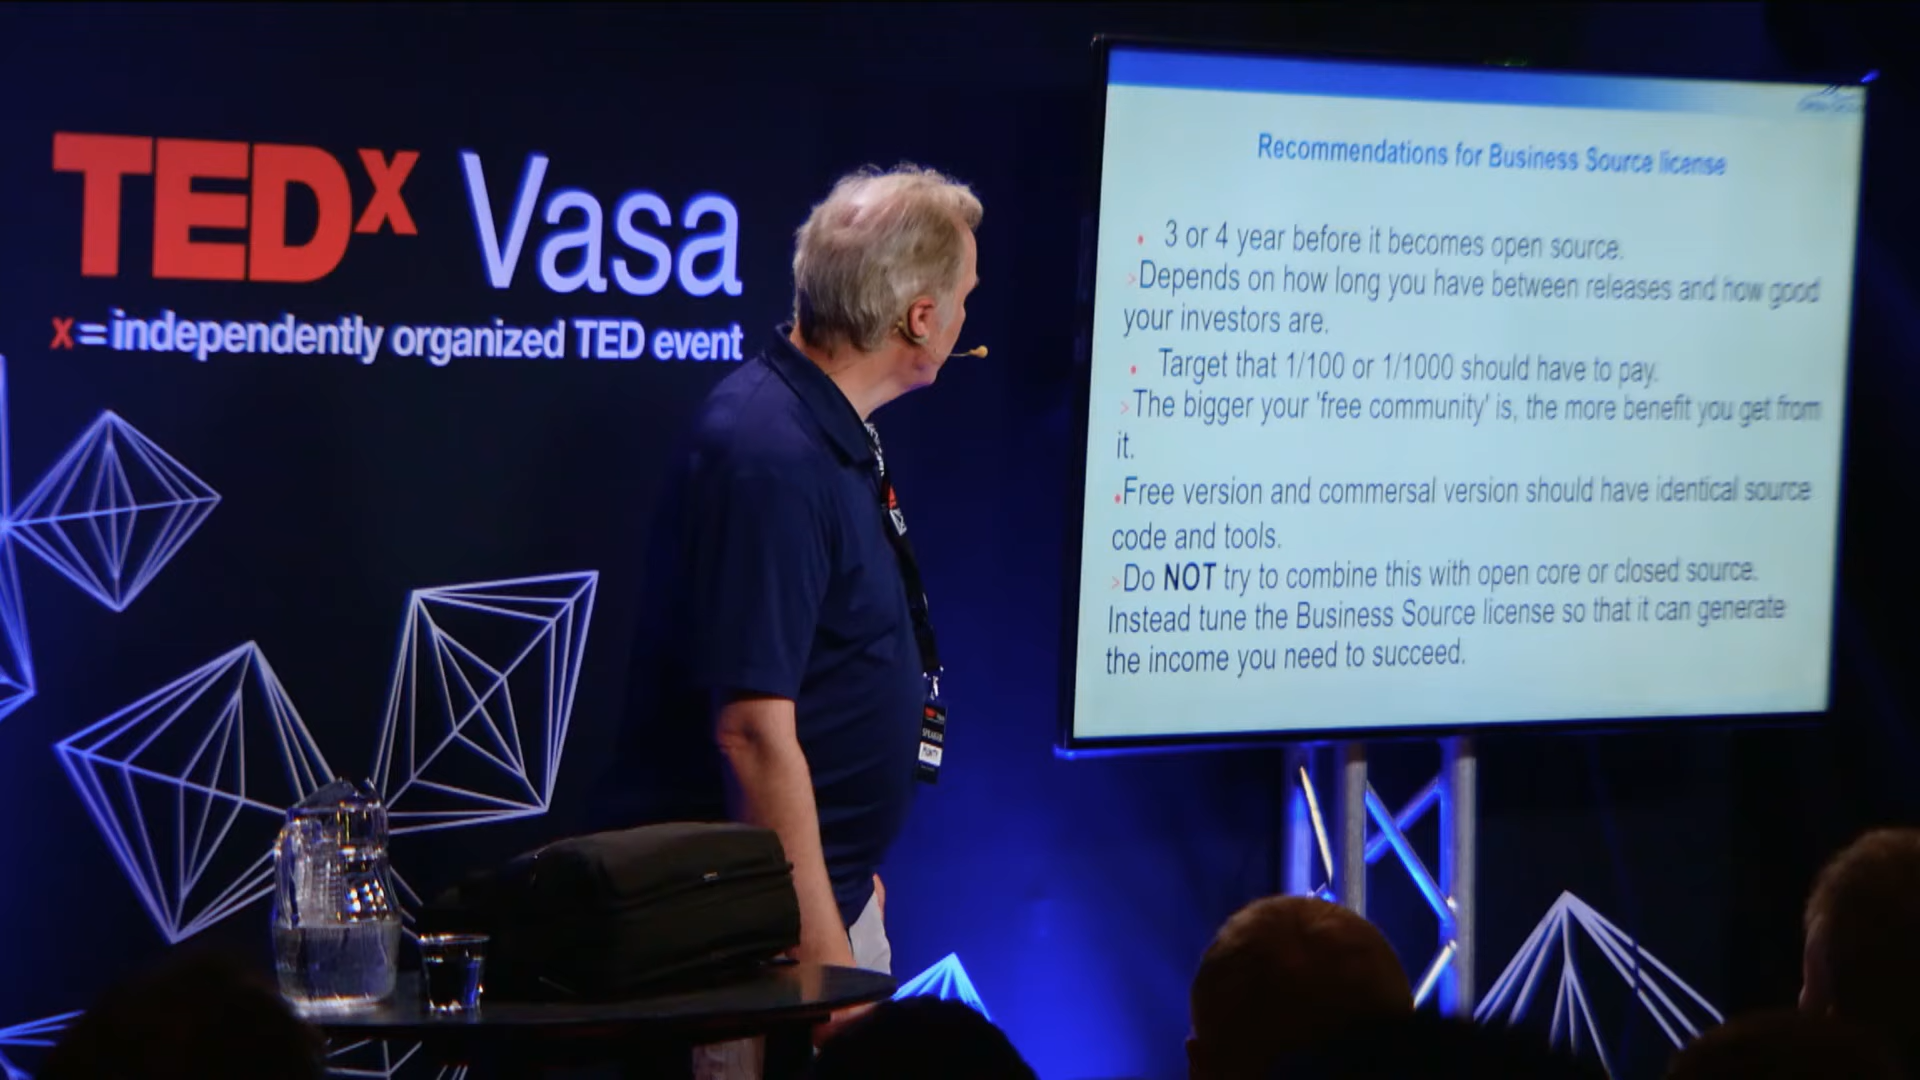 TEDx Vasa
x = independently organized TED event
Recommendations for Business Source license
• 3 or 4 year before it becomes open source.
>Depends on how long you have between releases and how good
your investors are.
• Target that 1/100 or 1/1000 should have to pay.
>The bigger your 'free community' is, the more benefit you get from
it.
•Free version and commersal version should have identical source
code and tools.
>Do NOT try to combine this with open core or closed source.
Instead tune the Business Source license so that it can generate
the income you need to succeed.
SPEAKER